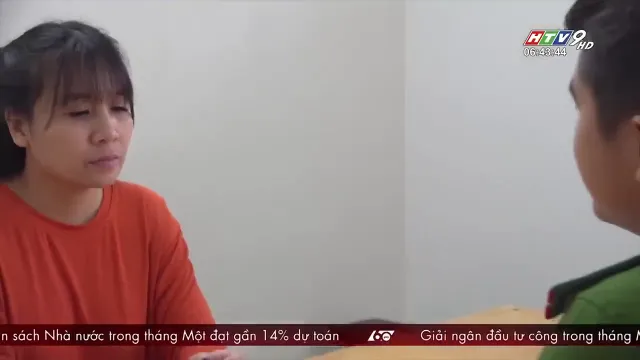 HTV9 HD
06:43:44
n sách Nhà nước trong tháng Một đạt gần 14% dự toán 60 Giải ngân đầu tư công trong tháng M